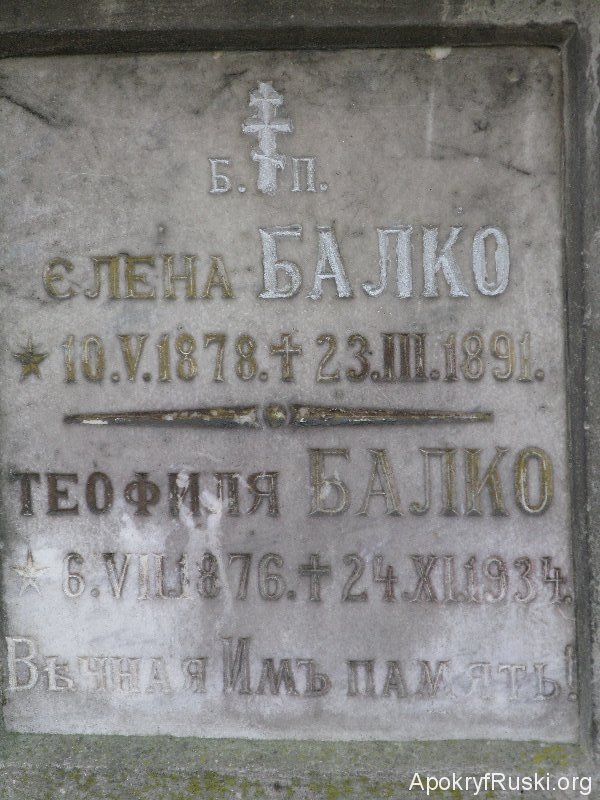 Б. П.
ЄЛЕНА БАЛКО
* 10.V.1878. † 23.III.1891.
ТЕОФИЛЯ БАЛКО
* 6.VII.1876. † 24.XI.1934.
Вѣчная Имъ память!
ApokryfRuski.org